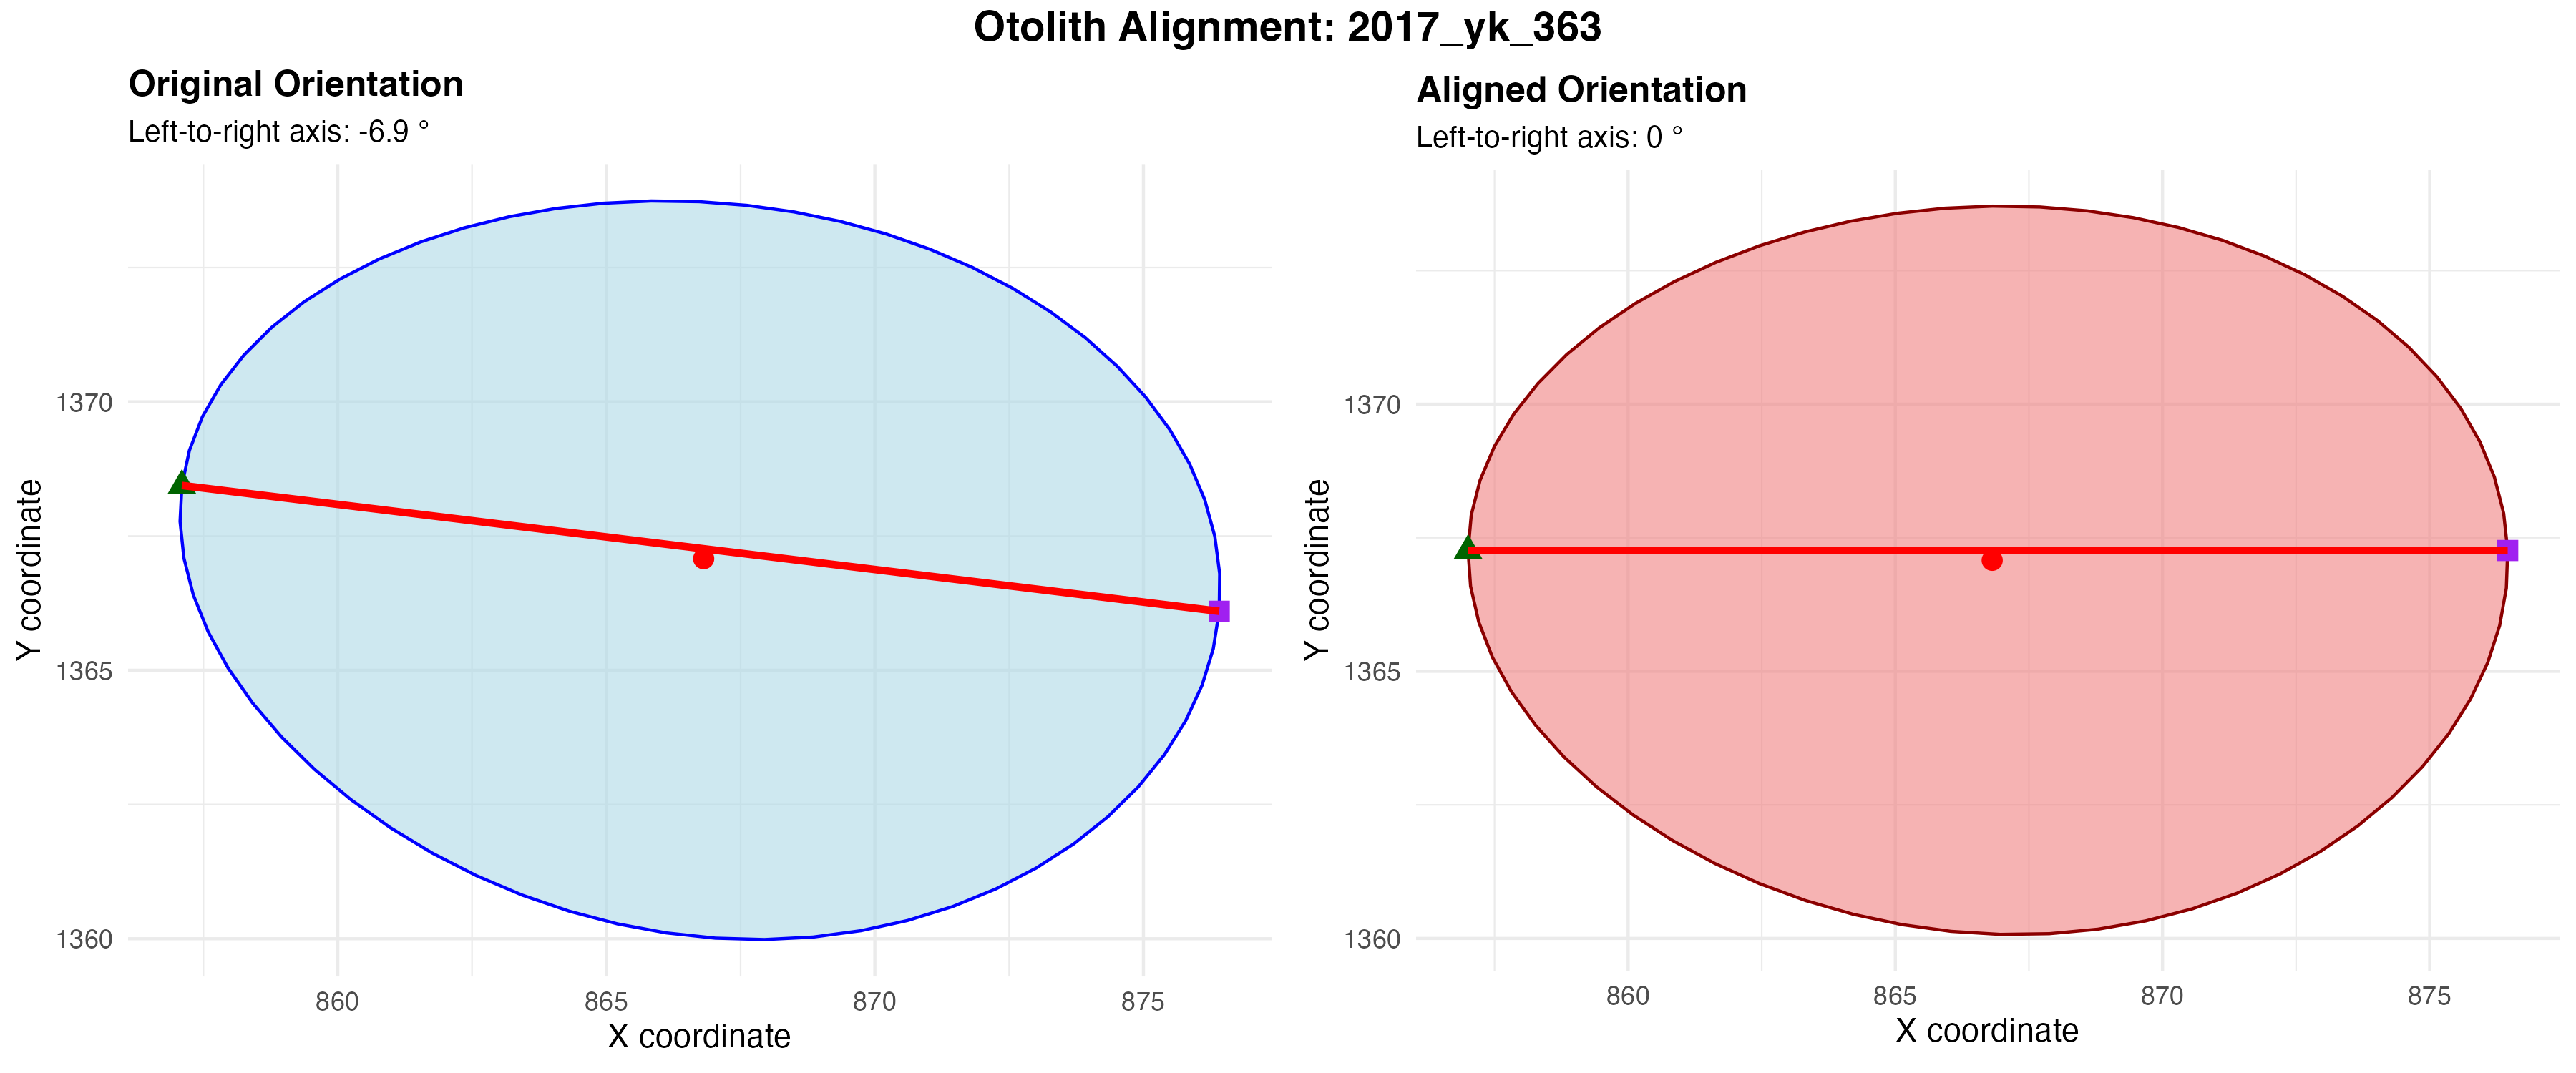 Otolith Alignment: 2017_yk_363
Original Orientation
Left-to-right axis: -6.9 °
1370
1365
1360
Y coordinate
860 865 870 875
X coordinate
Aligned Orientation
Left-to-right axis: 0 °
1370
1365
1360
Y coordinate
860 865 870 875
X coordinate